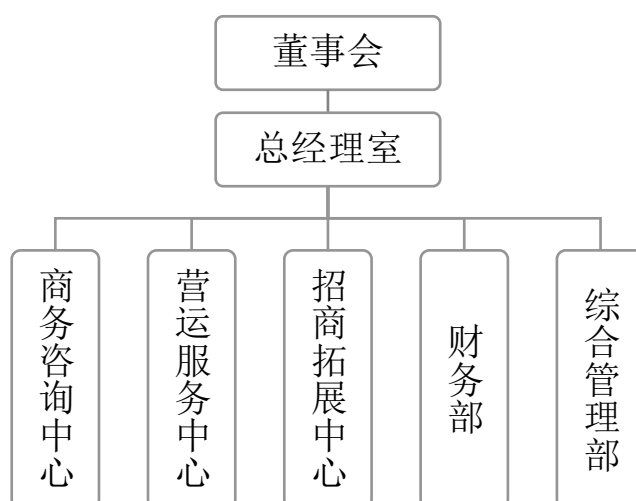 董事会
总经理室
商务咨询中心
营运服务中心
招商拓展中心
财务部
综合管理部